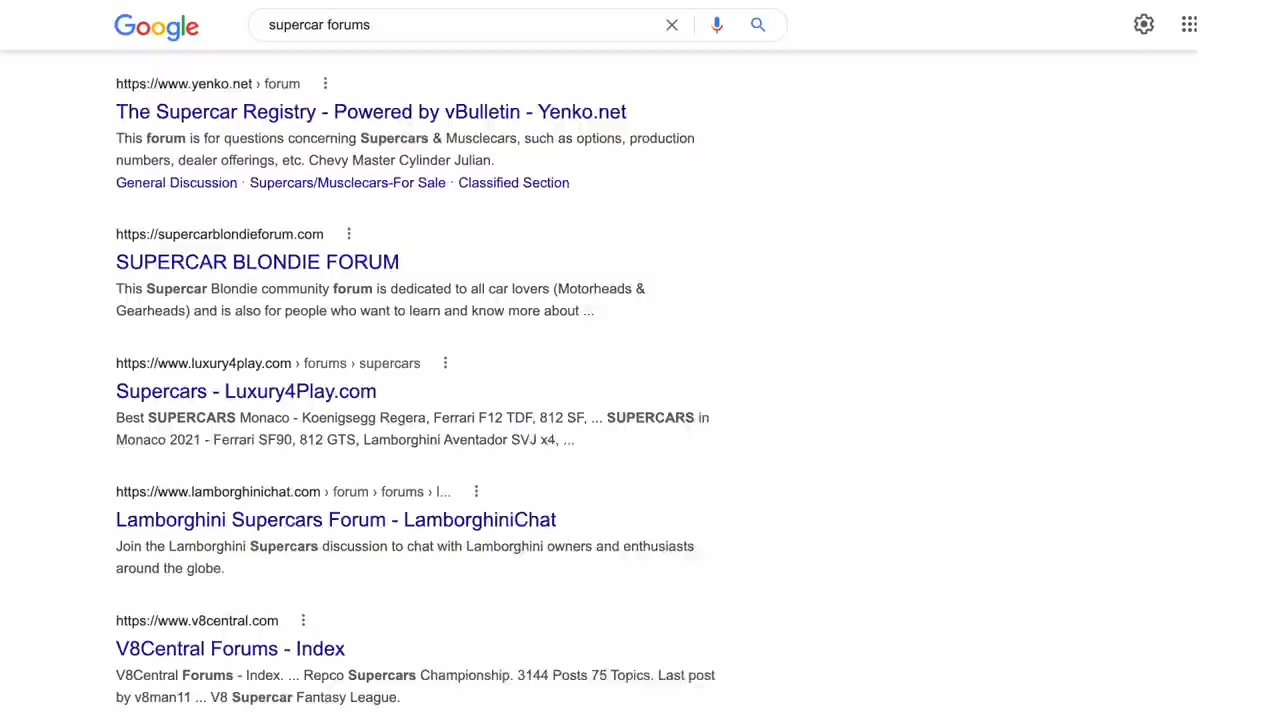 Google
supercar forums
https://www.yenko.net › forum
The Supercar Registry - Powered by vBulletin - Yenko.net
This forum is for questions concerning Supercars & Musclecars, such as options, production
numbers, dealer offerings, etc. Chevy Master Cylinder Julian.
General Discussion · Supercars/Musclecars-For Sale · Classified Section
https://supercarblondieforum.com
SUPERCAR BLONDIE FORUM
This Supercar Blondie community forum is dedicated to all car lovers (Motorheads &
Gearheads) and is also for people who want to learn and know more about ...
https://www.luxury4play.com › forums › supercars
Supercars - Luxury4Play.com
Best SUPERCARS Monaco - Koenigsegg Regera, Ferrari F12 TDF, 812 SF, ... SUPERCARS in
Monaco 2021 - Ferrari SF90, 812 GTS, Lamborghini Aventador SVJ x4, ...
https://www.lamborghinichat.com › forum › forums › l...
Lamborghini Supercars Forum - LamborghiniChat
Join the Lamborghini Supercars discussion to chat with Lamborghini owners and enthusiasts
around the globe.
https://www.v8central.com
V8Central Forums - Index
V8Central Forums - Index. ... Repco Supercars Championship. 3144 Posts 75 Topics. Last post
by v8man11 ... V8 Supercar Fantasy League.